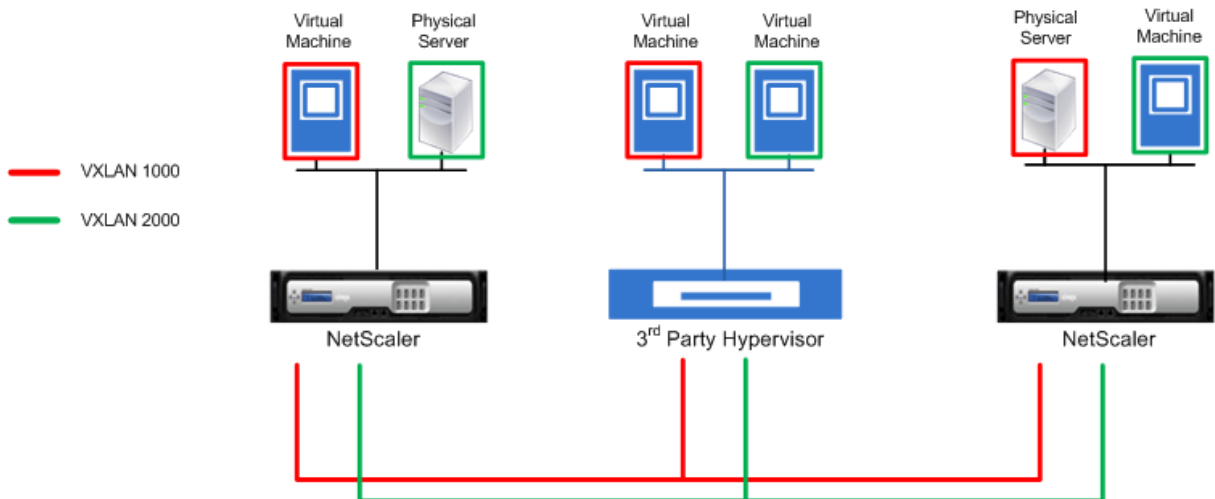 Virtual
Machine
Physical
Server
Virtual
Machine
Virtual
Machine
Physical
Server
Virtual
Machine
VXLAN 1000
VXLAN 2000
NetScaler
3rd Party Hypervisor
NetScaler